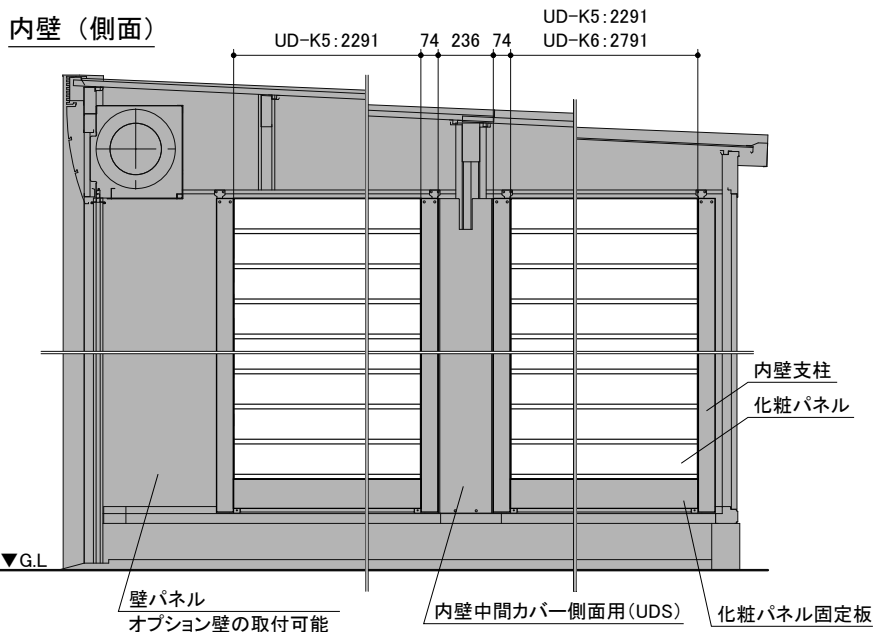 内壁（側面）
UD-K5:2291
74
236
74
UD-K5:2291
UD-K6:2791
内壁支柱
化粧パネル
▼G.L
壁パネル
オプション壁の取付可能
内壁中間カバー側面用(UDS)
化粧パネル固定板